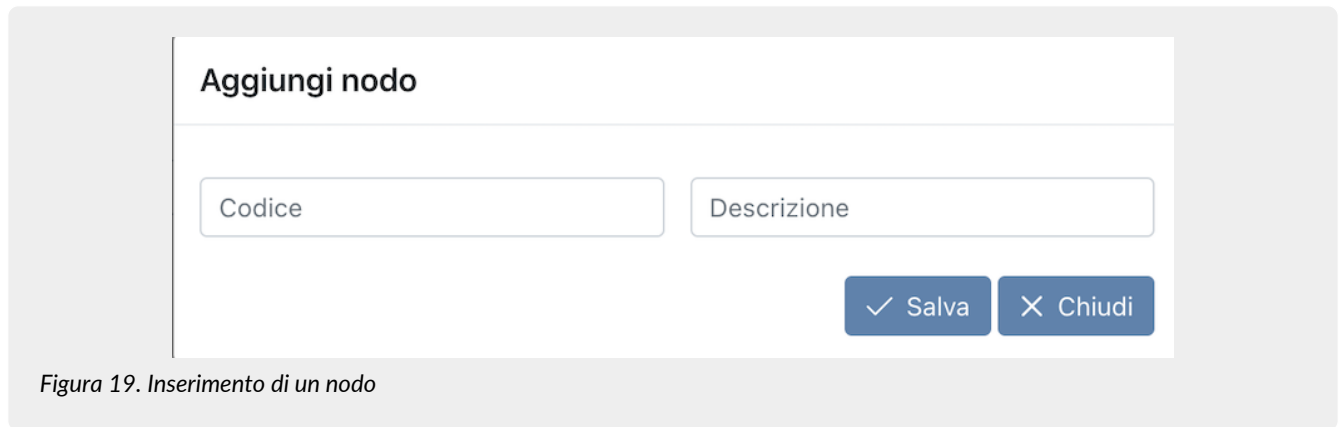 Aggiungi nodo
Codice Descrizione
Salva Chiudi
Figura 19. Inserimento di un nodo